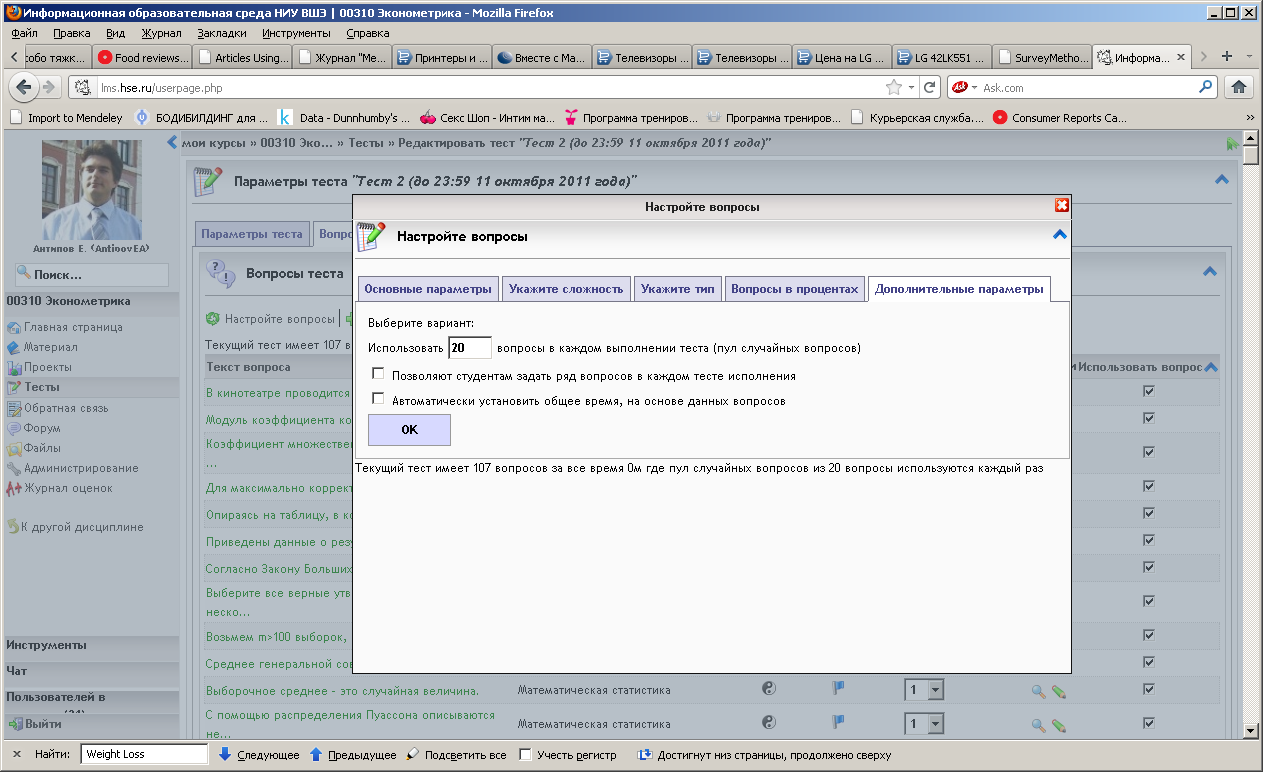 Информационная образовательная среда НИУ ВШЭ | 00310 Эконометрика - Mozilla Firefox
Файл Правка Вид Журнал Закладки Инструменты Справка
собо тяжк... Food reviews... Articles Using... Журнал "Ме... Принтеры и ... Вместе с Ма... Телевизоры ... Телевизоры ... Цена на LG ... LG 42LK551 ... SurveyMetho... Информа...
lms.hse.ru/userpage.php
Ask Ask.com
Import to Mendeley БОДИБИЛДИНГ для ... Data - Dunnhumby's ... Секс Шоп - Интим ма... Программа трениров... Программа трениров... Курьерская служба.... Consumer Reports Ca...
мои курсы » 00310 Эко... » Тесты » Редактировать тест "Тест 2 (до 23:59 11 октября 2011 года)"
Параметры теста "Тест 2 (до 23:59 11 октября 2011 года)"
Антипов Е. (AntipovEA)
Поиск...
00310 Эконометрика
Главная страница
Материал
Проекты
Тесты
Обратная связь
Форум
Файлы
Администрирование
Журнал оценок
К другой дисциплине
Инструменты
Чат
Пользователей в
Выйти
Параметры теста Вопро
Вопросы теста
Настройте вопросы
Текущий тест имеет 107 в
Текст вопроса
Использовать вопрос
В кинотеатре проводится
Модуль коэффициента ко
Коэффициент множествен
...
Для максимально коррект
Опираясь на таблицу, в ко
Приведены данные о резу
Согласно Закону Больших
Выберите все верные утв
неско...
Возьмем m>100 выборок,
Среднее генеральной сов
Выборочное среднее - это случайная величина. Математическая статистика 1
С помощью распределения Пуассона описываются
не... Математическая статистика 1
Настройте вопросы
Настройте вопросы
Основные параметры Укажите сложность Укажите тип Вопросы в процентах Дополнительные параметры
Выберите вариант:
Использовать 20 вопросы в каждом выполнении теста (пул случайных вопросов)
Позволяют студентам задать ряд вопросов в каждом тесте исполнения
Автоматически установить общее время, на основе данных вопросов
OK
Текущий тест имеет 107 вопросов за все время 0м где пул случайных вопросов из 20 вопросы используются каждый раз
Найти: Weight Loss Следующее Предыдущее Подсветить все Учесть регистр Достигнут низ страницы, продолжено сверху